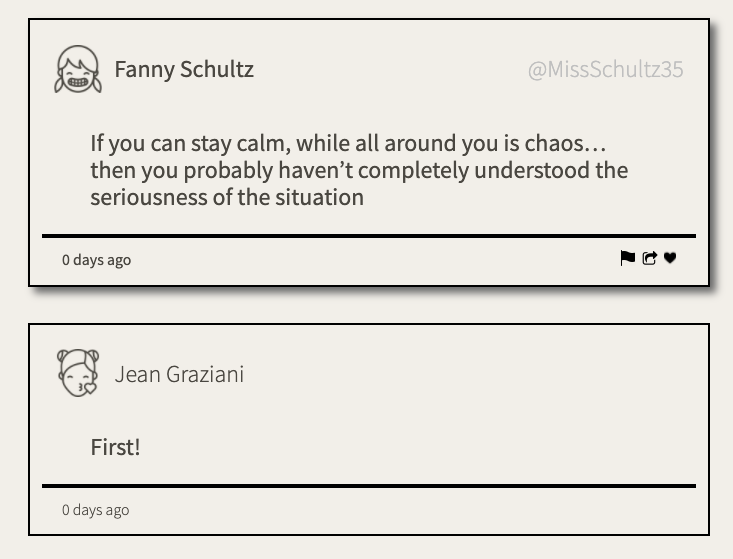 Fanny Schultz
@MissSchultz35
If you can stay calm, while all around you is chaos…
then you probably haven’t completely understood the
seriousness of the situation
0 days ago
Jean Graziani
First!
0 days ago